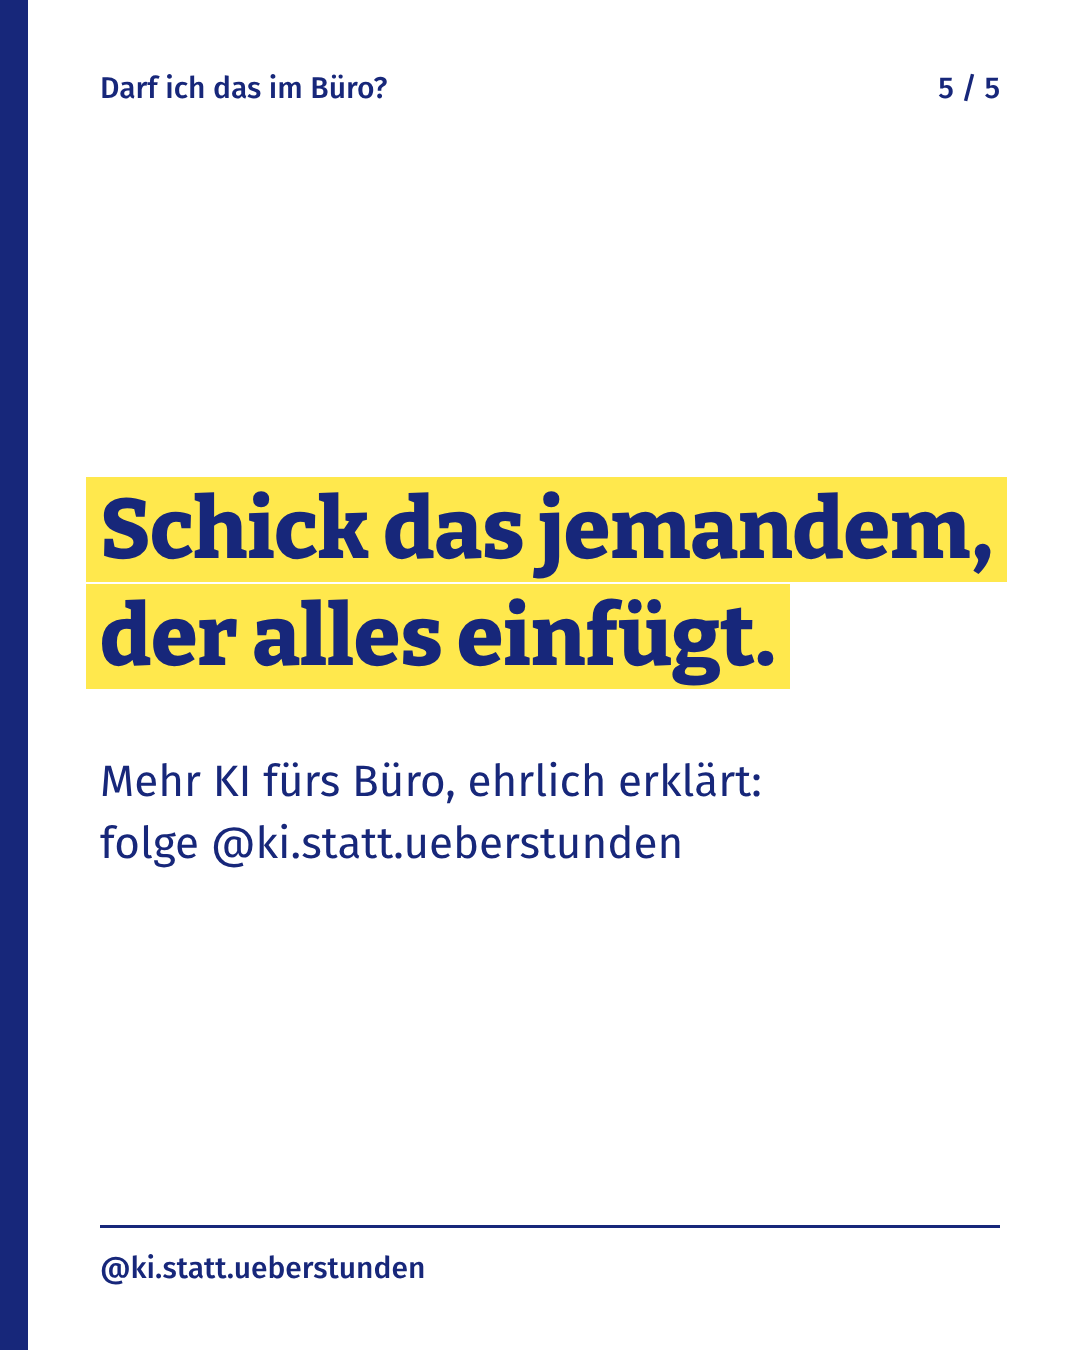 Darf ich das im Büro?
5 / 5
Schick das jemandem,
der alles einfügt.
Mehr KI fürs Büro, ehrlich erklärt:
folge @ki.statt.ueberstunden
@ki.statt.ueberstunden